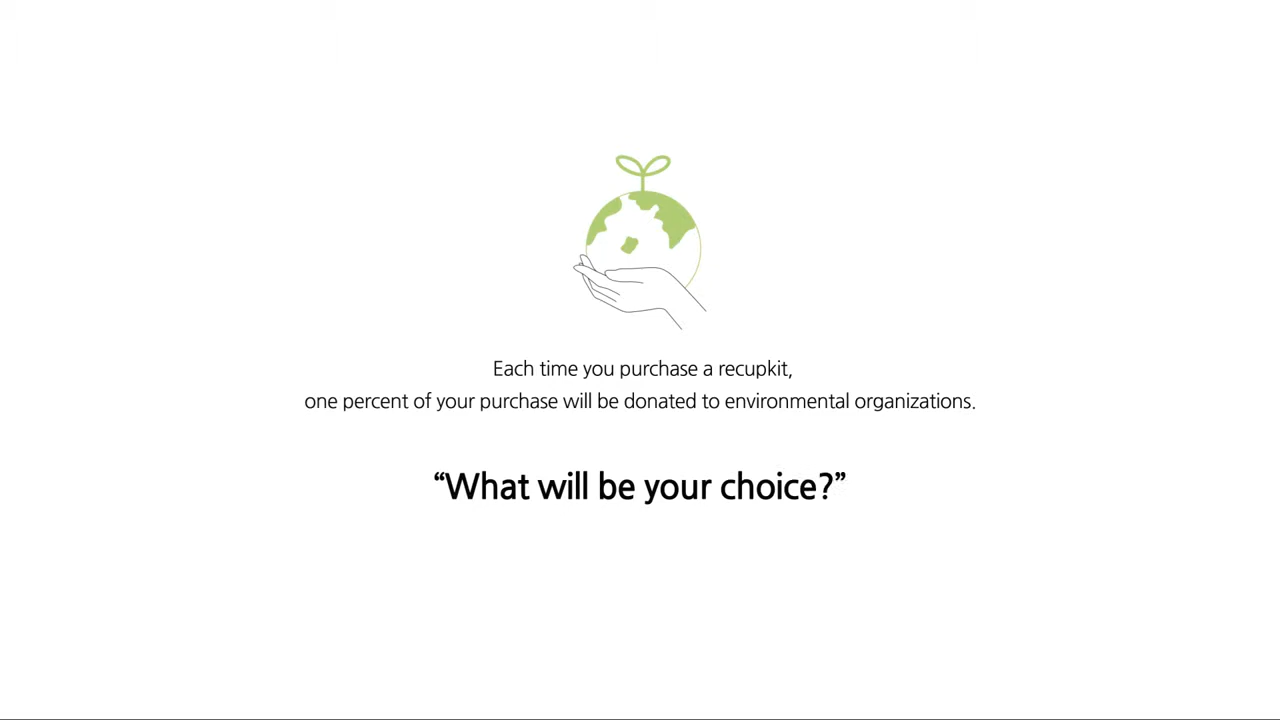 Each time you purchase a recupkit,
one percent of your purchase will be donated to environmental organizations.
“What will be your choice?”